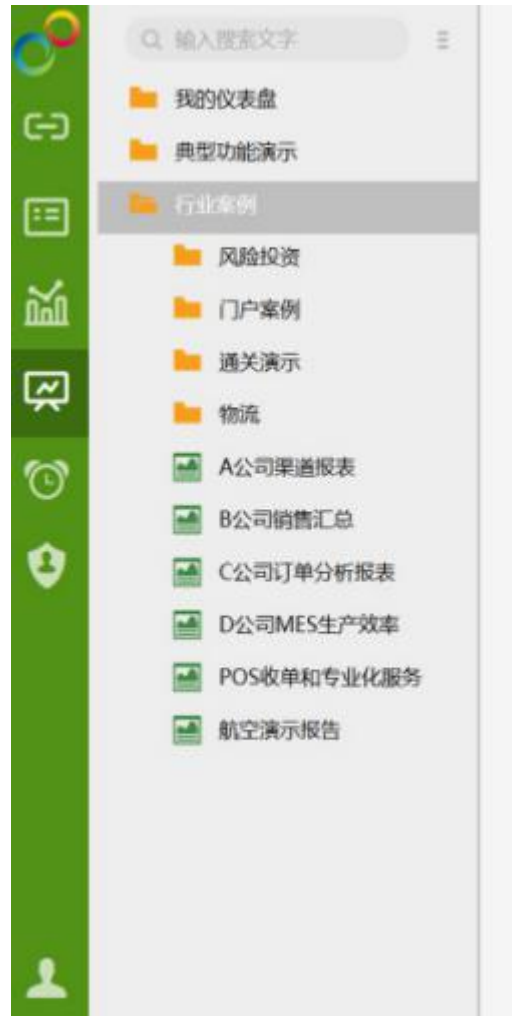 输入搜索文字
我的仪表盘
典型功能演示
行业案例
风险投资
门户案例
通关演示
物流
A公司渠道报表
B公司销售汇总
C公司订单分析报表
D公司MES生产效率
POS收单和专业化服务
航空演示报告